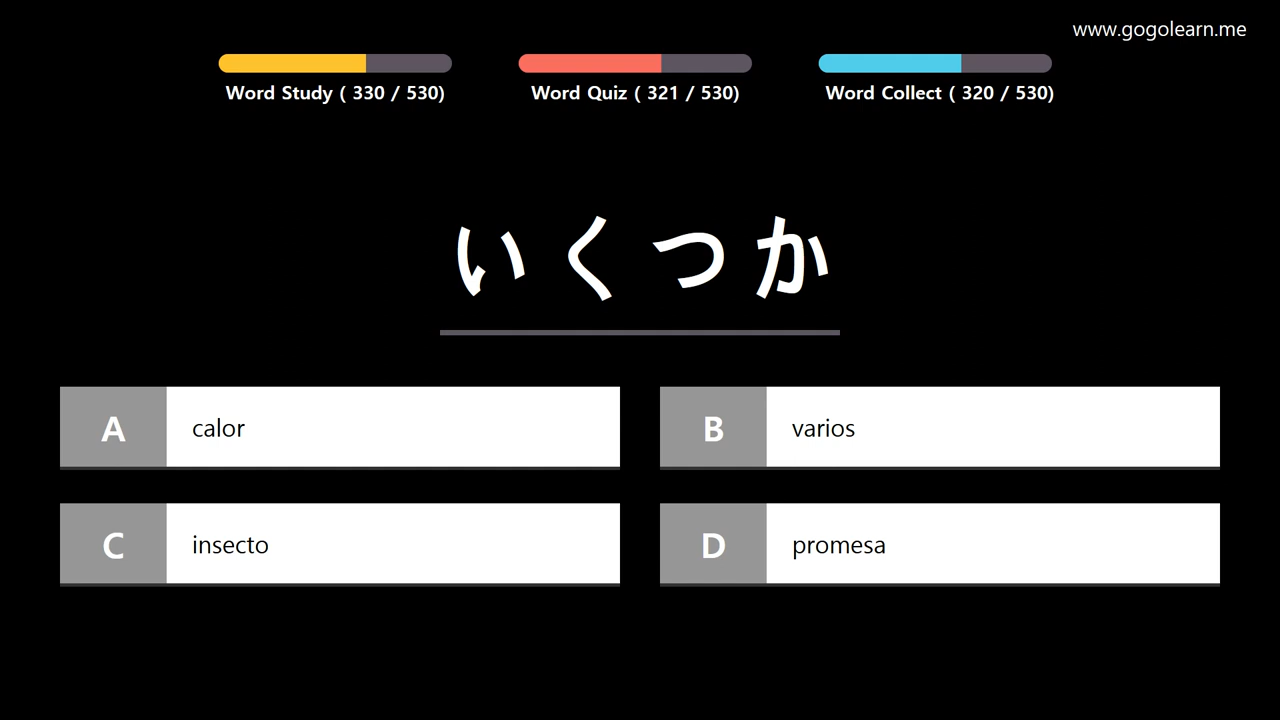 www.gogolearn.me
Word Study ( 330 / 530)
Word Quiz ( 321 / 530)
Word Collect ( 320 / 530)
いくつか
A calor
B varios
C insecto
D promesa